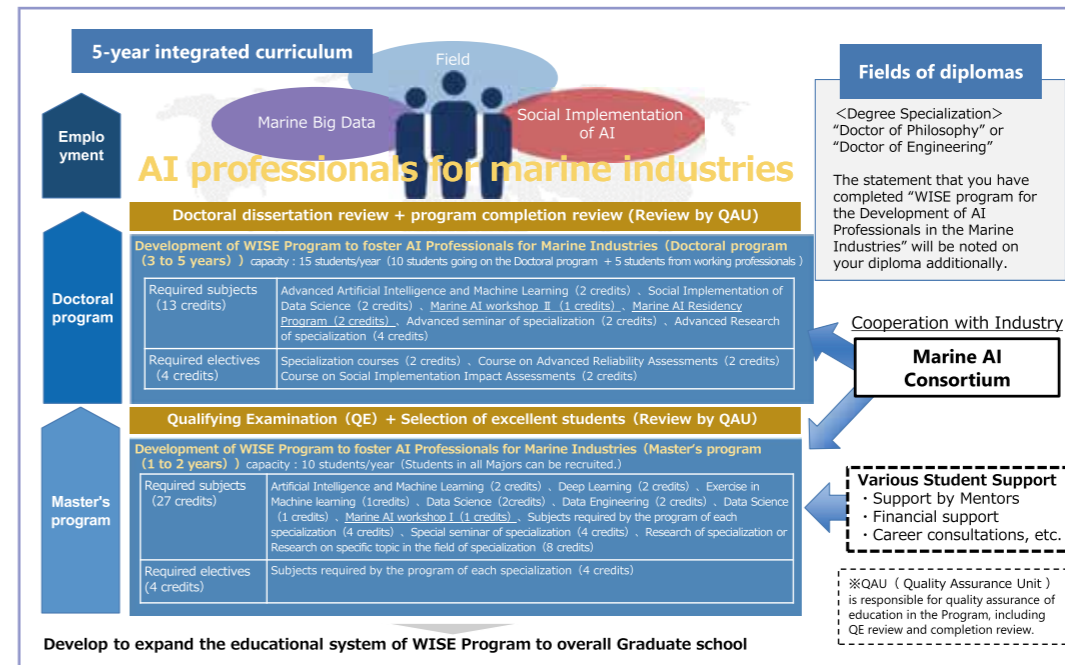 5-year integrated curriculum
Field
Marine Big Data
Social Implementation
of AI
AI professionals for marine industries
Emplo
yment
Fields of diplomas
＜Degree Specialization＞
“Doctor of Philosophy” or
“Doctor of Engineering”
The statement that you have
completed “WISE program for
the Development of AI
Professionals in the Marine
Industries” will be noted on
your diploma additionally.
Doctoral dissertation review + program completion review (Review by QAU)
Doctoral
program
Development of WISE Program to foster AI Professionals for Marine Industries（Doctoral program
（3 to 5 years））capacity : 15 students/year（10 students going on the Doctoral program + 5 students from working professionals ）
Required subjects
（13 credits）
Advanced Artificial Intelligence and Machine Learning（2 credits）、Social Implementation of
Data Science（2 credits）、Marine AI workshop Ⅱ（1 credits）、Marine AI Residency
Program（2 credits）、Advanced seminar of specialization（2 credits）、Advanced Research
of specialization（4 credits）
Required electives
（4 credits）
Specialization courses（2 credits）、Course on Advanced Reliability Assessments（2 credits）
Course on Social Implementation Impact Assessments（2 credits）
Cooperation with Industry
Marine AI
Consortium
Qualifying Examination（QE）+ Selection of excellent students（Review by QAU）
Master's
program
Development of WISE Program to foster AI Professionals for Marine Industries（Master’s program
（1 to 2 years））capacity : 10 students/year（Students in all Majors can be recruited.）
Required subjects
（27 credits）
Artificial Intelligence and Machine Learning（2 credits）、Deep Learning（2 credits）、Exercise in
Machine learning（1credits）、Data Science（2credits）、Data Engineering（2 credits）、Data Science
（1 credits）、Marine AI workshop Ⅰ（1 credits）、Subjects required by the program of each
specialization（4 credits）、Special seminar of specialization（4 credits）、Research of specialization or
Research on specific topic in the field of specialization（8 credits）
Required electives
（4 credits）
Subjects required by the program of each specialization（4 credits）
Various Student Support
・Support by Mentors
・Financial support
・Career consultations, etc.
※QAU（ Quality Assurance Unit ）
is responsible for quality assurance of
education in the Program, including
QE review and completion review.
Develop to expand the educational system of WISE Program to overall Graduate school